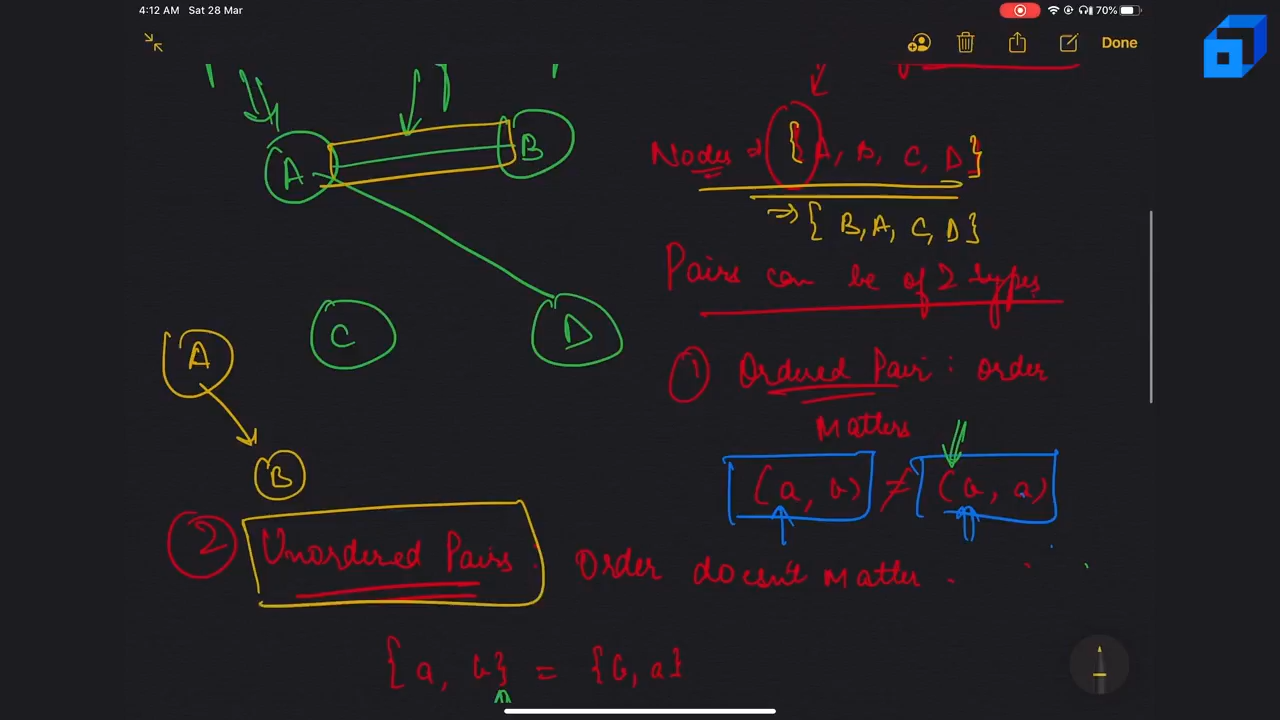 4:12 AM Sat 28 Mar
70%
Done
A
B
Nodes => {A, B, C, D}
=> { B, A, C, D}
Pairs can be of 2 types
C
D
A
B
1 Ordered Pair : Order
Matters
(a, b) ≠ (b, a)
2 Unordered Pairs : Order doesn't Matter .
{a, b} = {b, a}